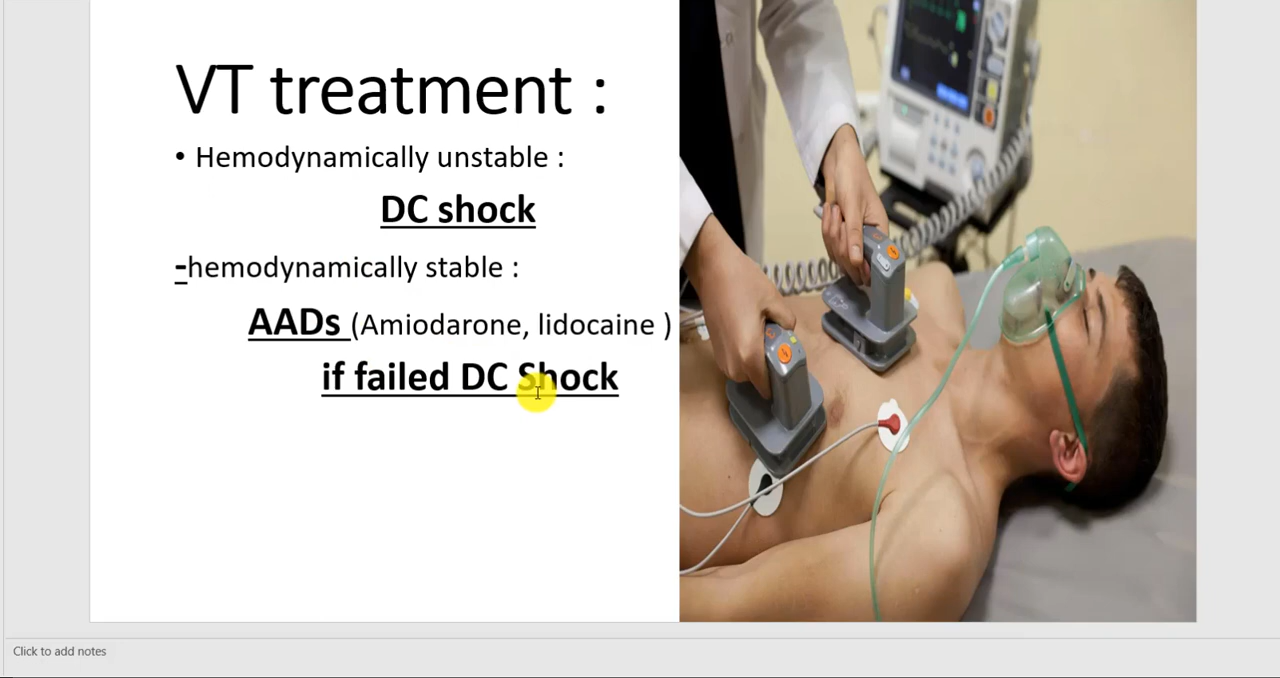 VT treatment :
• Hemodynamically unstable :
DC shock
-hemodynamically stable :
AADs (Amiodarone, lidocaine )
if failed DC Shock
Click to add notes